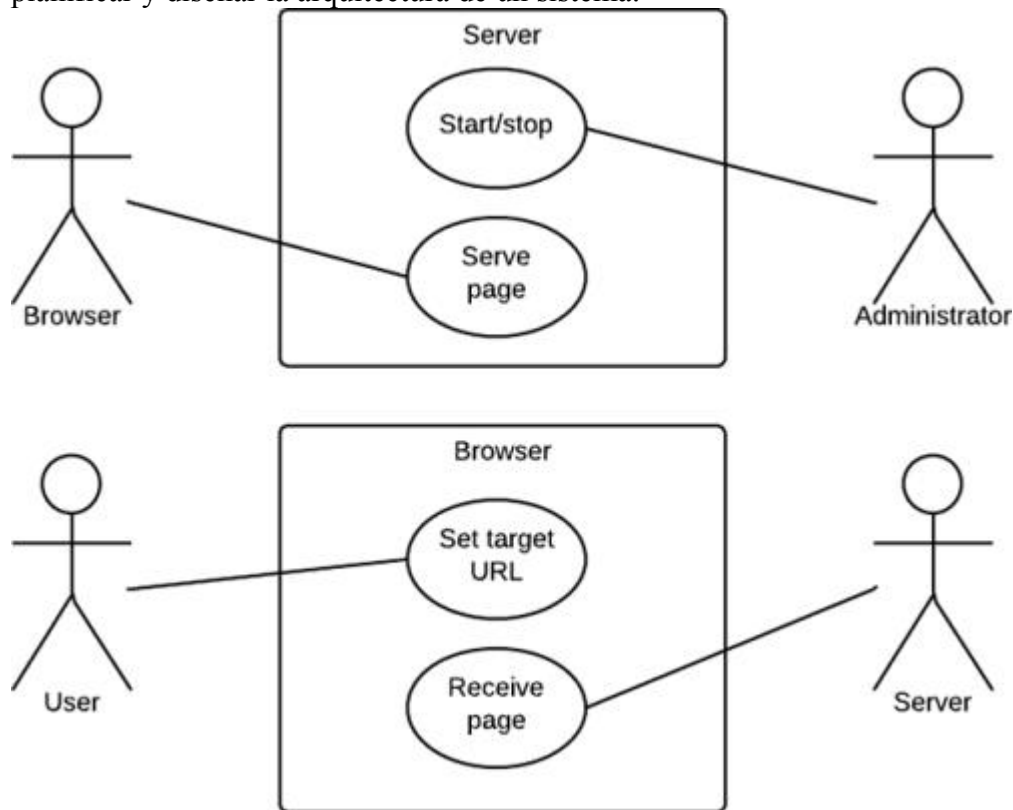 planificar y diseñar la arquitectura de un sistema.
Server
Start/stop
Serve
page
Browser
Administrator
Browser
Set target
URL
Receive
page
User
Server